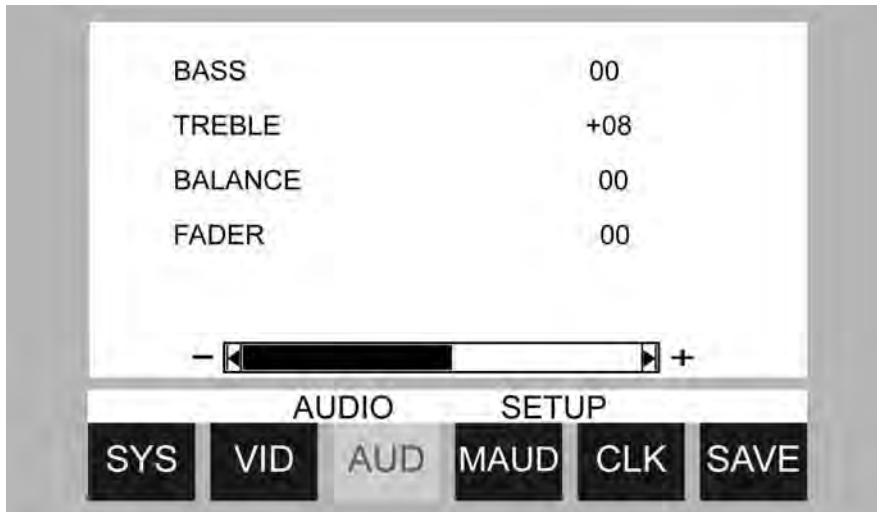 BASS 00
TREBLE +08
BALANCE 00
FADER 00
- +
AUDIO SETUP
SYS VID AUD MAUD CLK SAVE